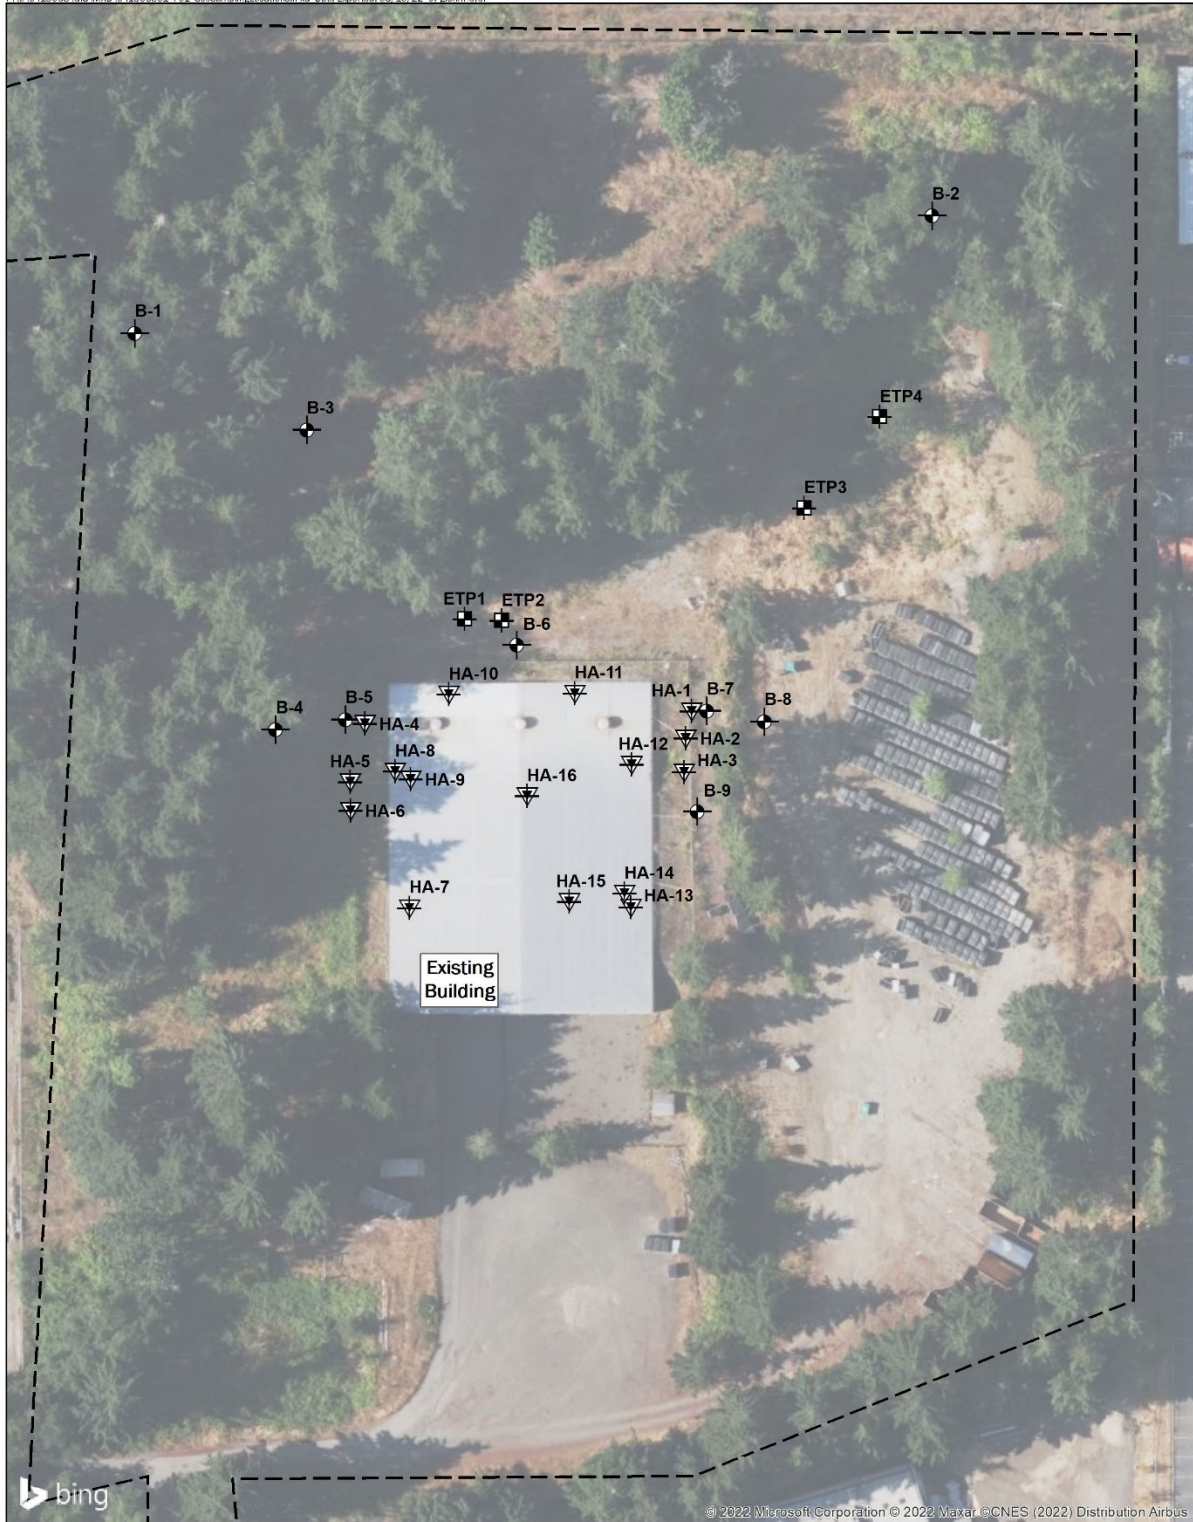 B-2
B-1
B-3
ETP4
ETP3
ETP1
ETP2
B-6
HA-10
HA-11
HA-1
B-7
B-8
B-4
B-5
HA-4
HA-2
HA-12
HA-8
HA-3
HA-5
HA-9
HA-16
HA-6
B-9
HA-14
HA-15
HA-13
HA-7
Existing
Building
bing
© 2022 Microsoft Corporation © 2022 Maxar ©CNES (2022) Distribution Airbus